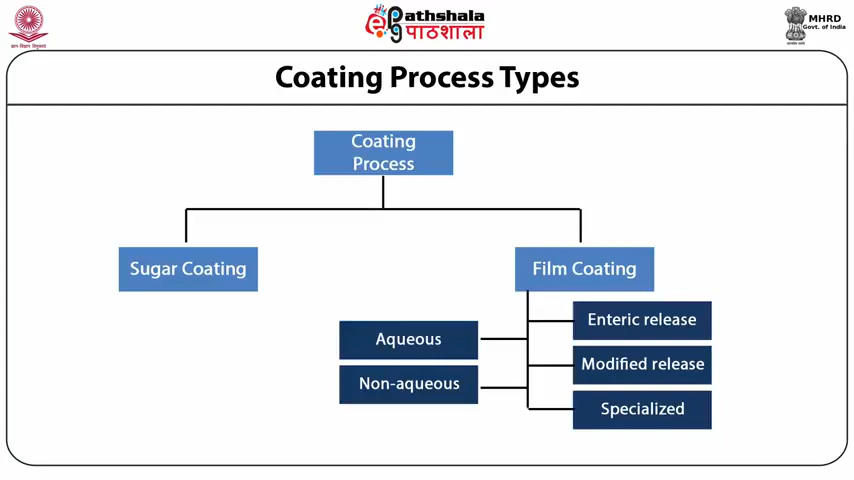 ePathshala
पाठशाला
MHRD
Govt. of India
Coating Process Types
Coating
Process
Sugar Coating
Film Coating
Enteric release
Aqueous
Modified release
Non-aqueous
Specialized